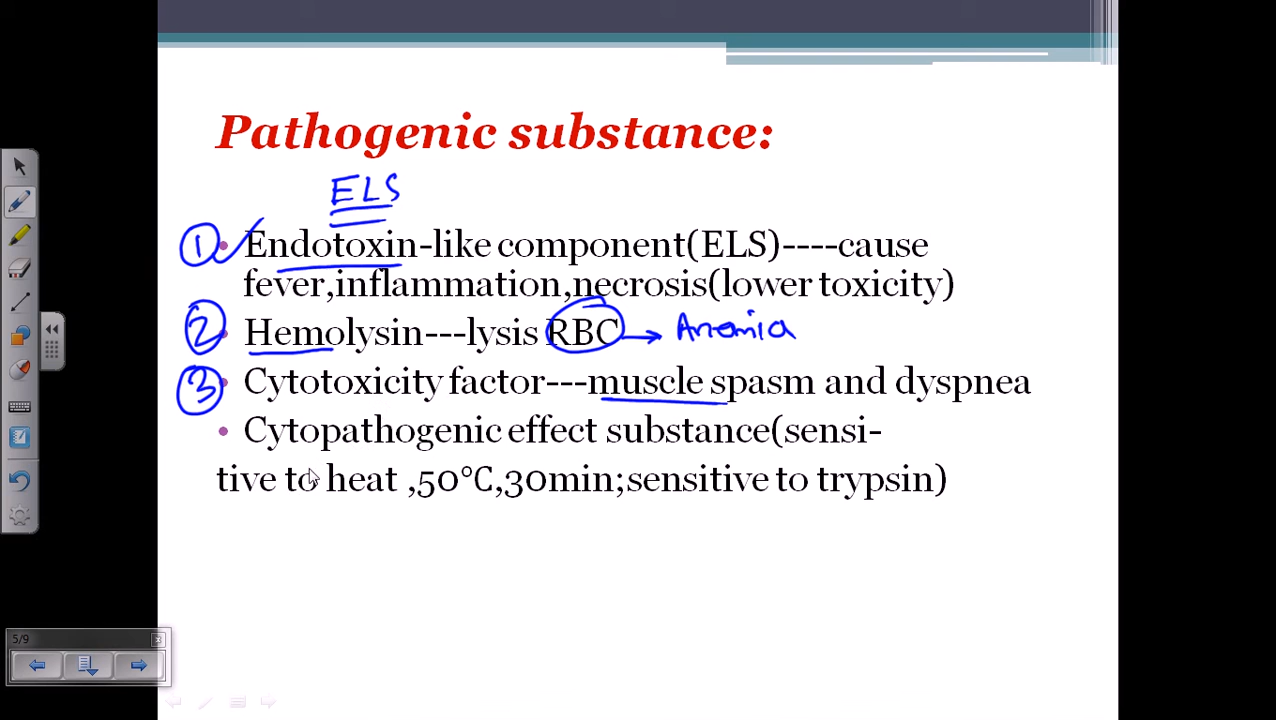 Pathogenic substance:
ELS
① • Endotoxin-like component(ELS)----cause
fever,inflammation,necrosis(lower toxicity)
② • Hemolysin---lysis RBC → Anemia
③ • Cytotoxicity factor---muscle spasm and dyspnea
• Cytopathogenic effect substance(sensi-
tive to heat ,50°C,30min;sensitive to trypsin)
5/9